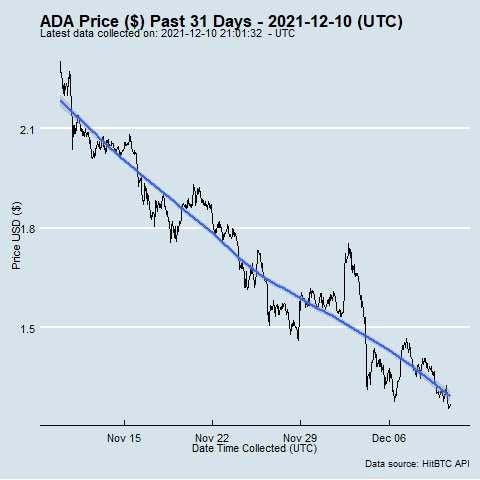 ADA Price ($) Past 31 Days - 2021-12-10 (UTC)
Latest data collected on: 2021-12-10 21:01:32 - UTC
2.1
1.8
1.5
Price USD ($)
Nov 15 Nov 22 Nov 29 Dec 06
Date Time Collected (UTC)
Data source: HitBTC API